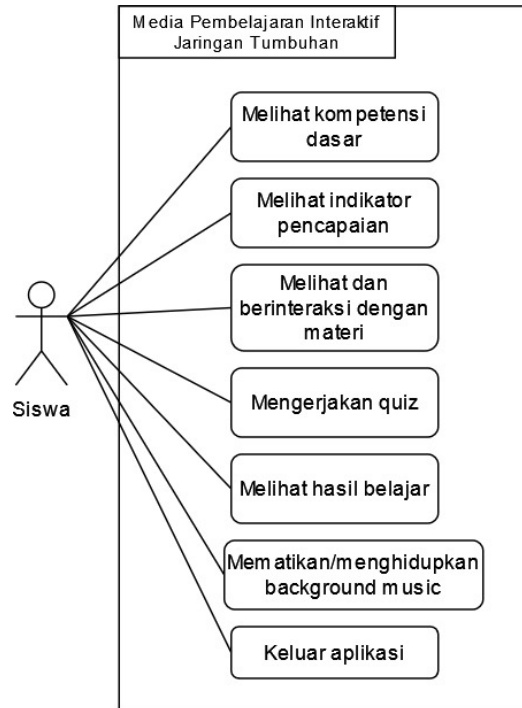 Media Pembelajaran Interaktif
Jaringan Tumbuhan
Melihat kompetensi
dasar
Melihat indikator
pencapaian
Melihat dan
berinteraksi dengan
materi
Siswa
Mengerjakan quiz
Melihat hasil belajar
Mematikan/menghidupkan
background music
Keluar aplikasi